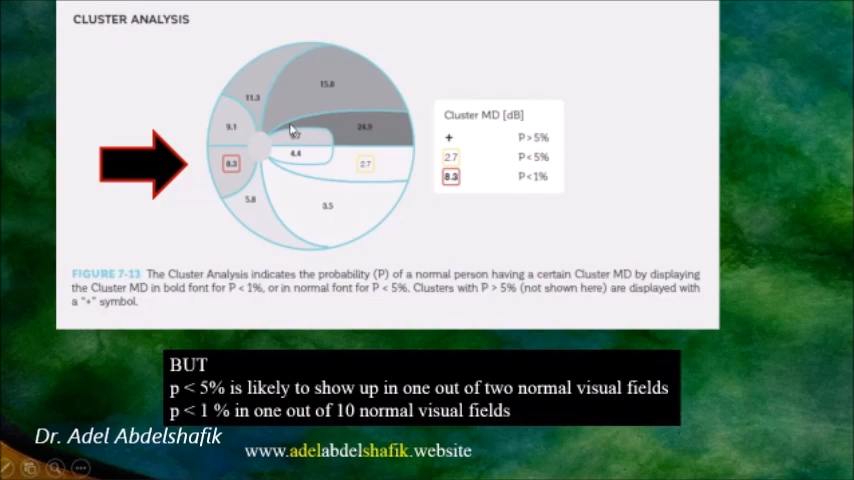 CLUSTER ANALYSIS
15.0
11.3
9.1
24.9
4.4
8.3
2.7
5.8
3.5
Cluster MD [dB]
+ P > 5%
2.7 P < 5%
8.3 P < 1%
FIGURE 7-13 The Cluster Analysis indicates the probability (P) of a normal person having a certain Cluster MD by displaying
the Cluster MD in bold font for P < 1%, or in normal font for P < 5%. Clusters with P > 5% (not shown here) are displayed with
a "+" symbol.
BUT
p < 5% is likely to show up in one out of two normal visual fields
p < 1 % in one out of 10 normal visual fields
Dr. Adel Abdelshafik
www.adelabdelshafik.website